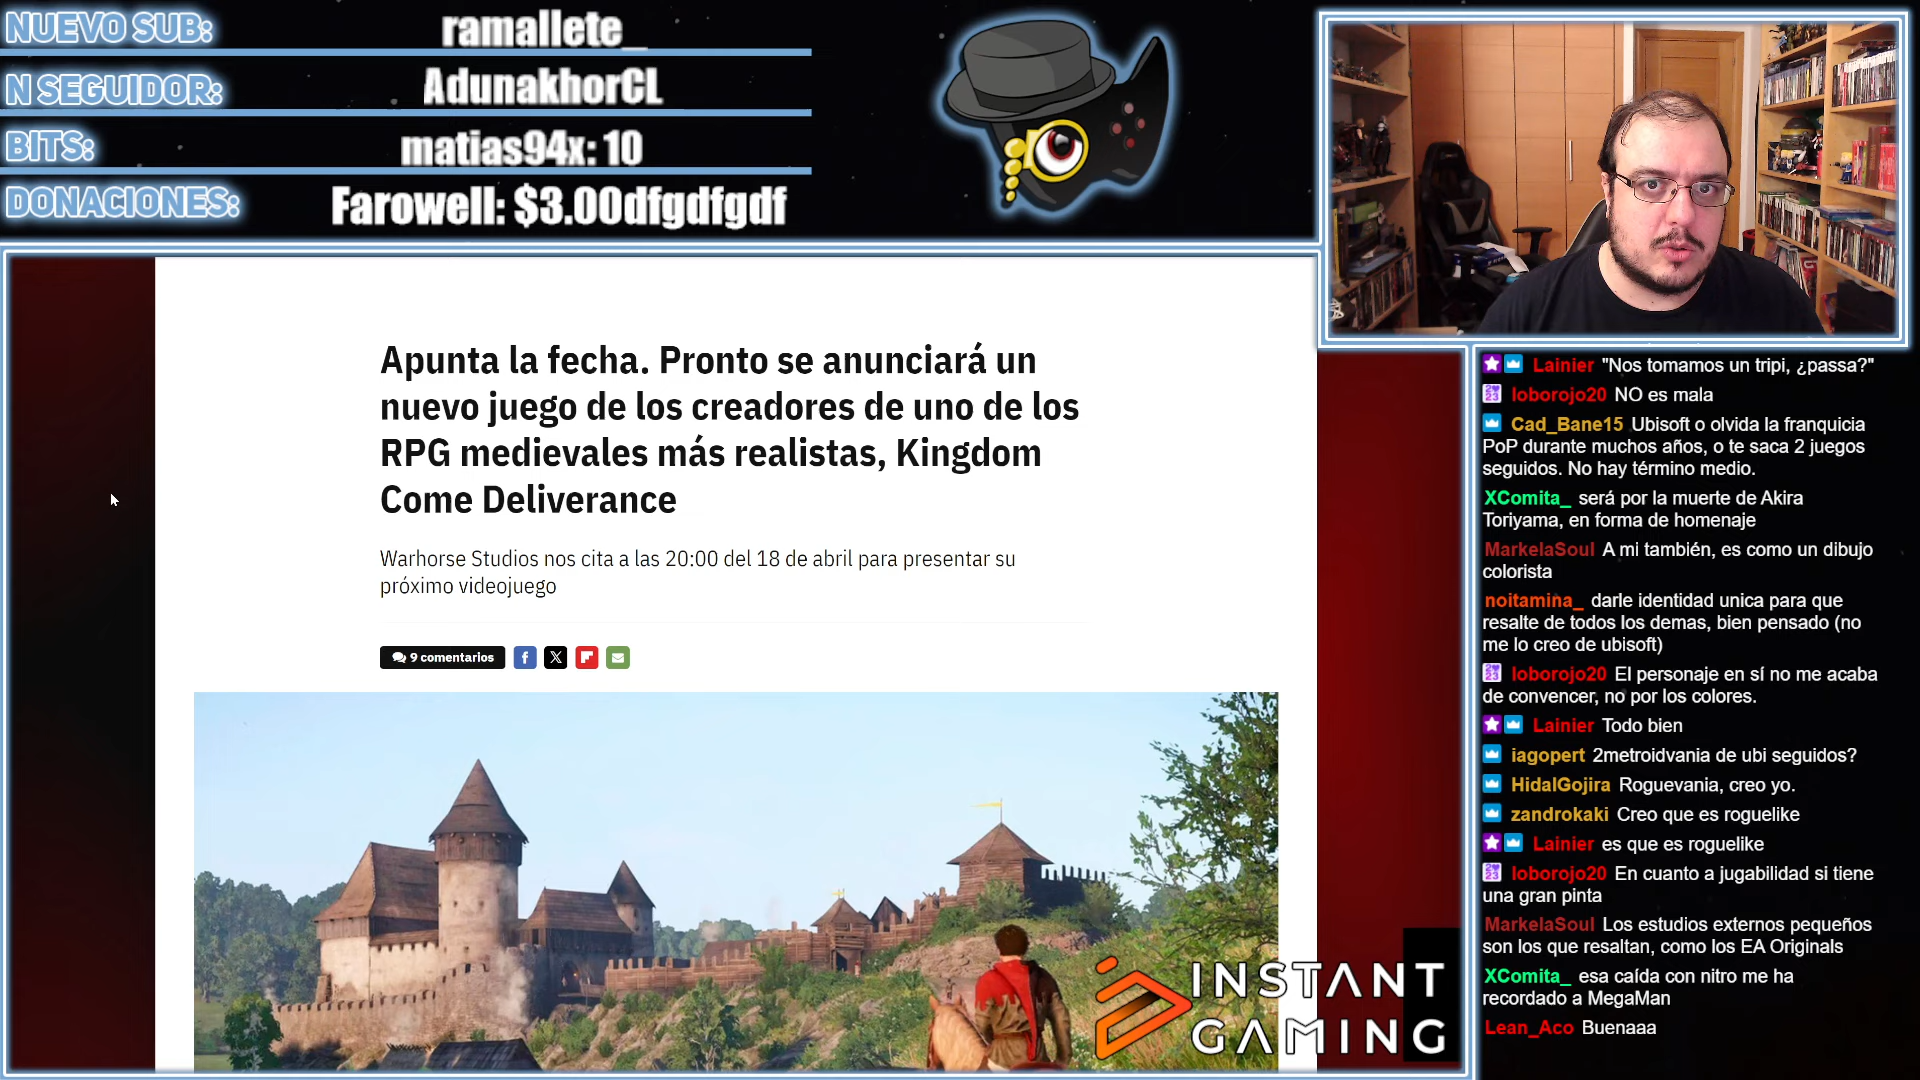 NUEVO SUB:
ramallete_
N SEGUIDOR:
AdunakhorCL
BITS:
matias94x: 10
DONACIONES:
Farowell: $3.00dfgdfgdf
Apunta la fecha. Pronto se anunciará un
nuevo juego de los creadores de uno de los
RPG medievales más realistas, Kingdom
Come Deliverance
Warhorse Studios nos cita a las 20:00 del 18 de abril para presentar su
próximo videojuego
9 comentarios
INSTANT
GAMING
Lainier "Nos tomamos un tripi, ¿passa?"
loborojo20 NO es mala
Cad_Bane15 Ubisoft o olvida la franquicia
PoP durante muchos años, o te saca 2 juegos
seguidos. No hay término medio.
XComita_ será por la muerte de Akira
Toriyama, en forma de homenaje
MarkelaSoul A mi también, es como un dibujo
colorista
noitamina_ darle identidad unica para que
resalte de todos los demas, bien pensado (no
me lo creo de ubisoft)
loborojo20 El personaje en sí no me acaba
de convencer, no por los colores.
Lainier Todo bien
iagopert 2metroidvania de ubi seguidos?
HidalGojira Roguevania, creo yo.
zandrokaki Creo que es roguelike
Lainier es que es roguelike
loborojo20 En cuanto a jugabilidad si tiene
una gran pinta
MarkelaSoul Los estudios externos pequeños
son los que resaltan, como los EA Originals
XComita_ esa caída con nitro me ha
recordado a MegaMan
Lean_Aco Buenaaa